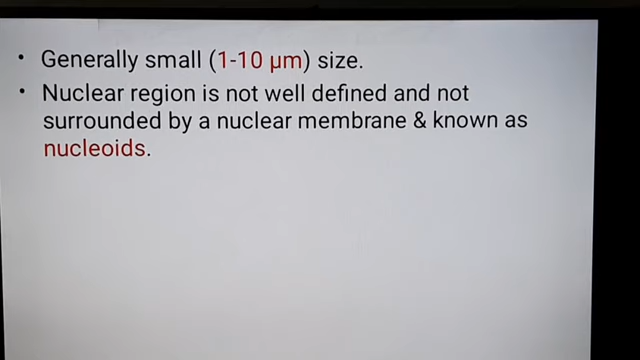 • Generally small (1-10 µm) size.
• Nuclear region is not well defined and not
surrounded by a nuclear membrane & known as
nucleoids.